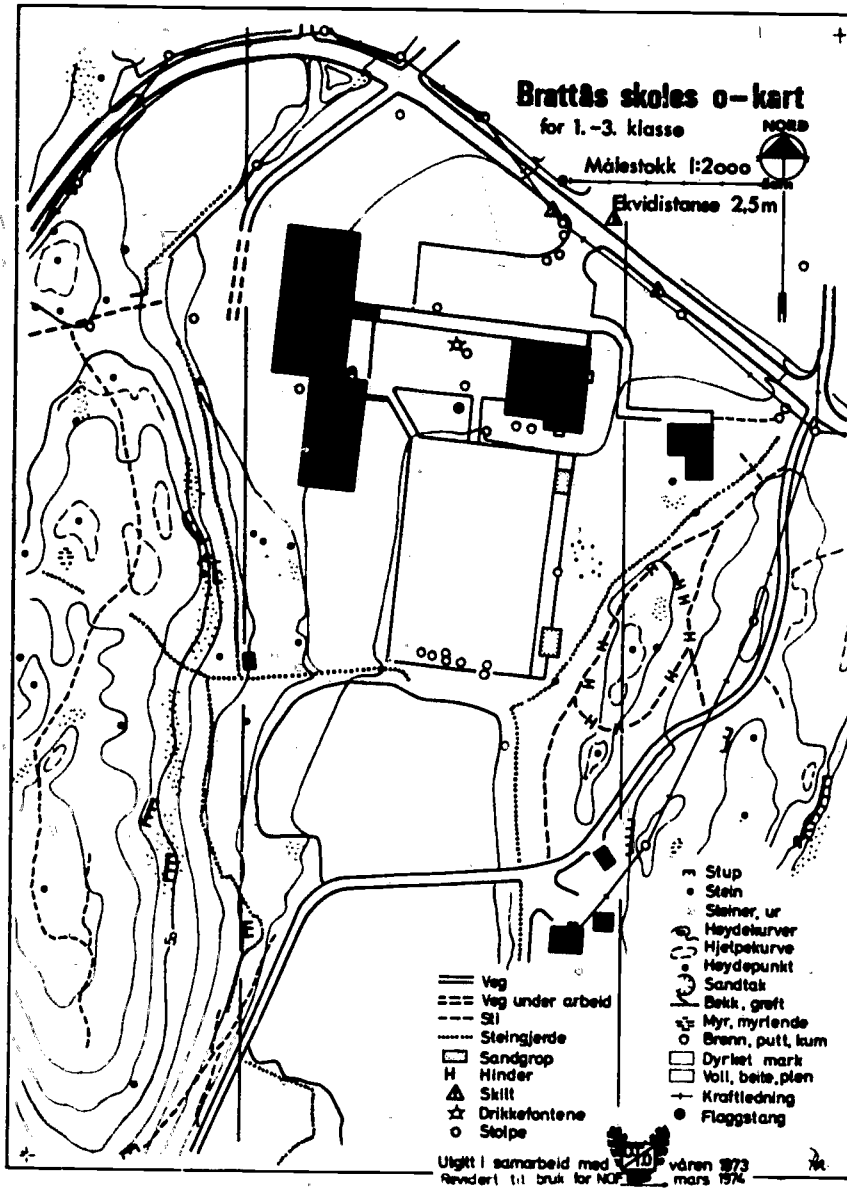 Brattås skoles o-kart
for 1.-3. klasse
NORD
Målestokk 1:2000
Ekvidistanse 2,5m
50
Stup
Stein
Steiner, ur
Høydekurver
Hjelpekurve
Høydepunkt
Sandtak
Bekk, grøft
Myr, myrlende
Brønn, putt, kum
Dyrket mark
Voll, beite, plen
Kraftledning
Flaggstang
Veg
Veg under arbeid
Sti
Steingjerde
Sandgrop
H Hinder
Skilt
Drikkefontene
Stolpe
Utgitt i samarbeid med våren 1973
Revidert til bruk for NOF mars 1974